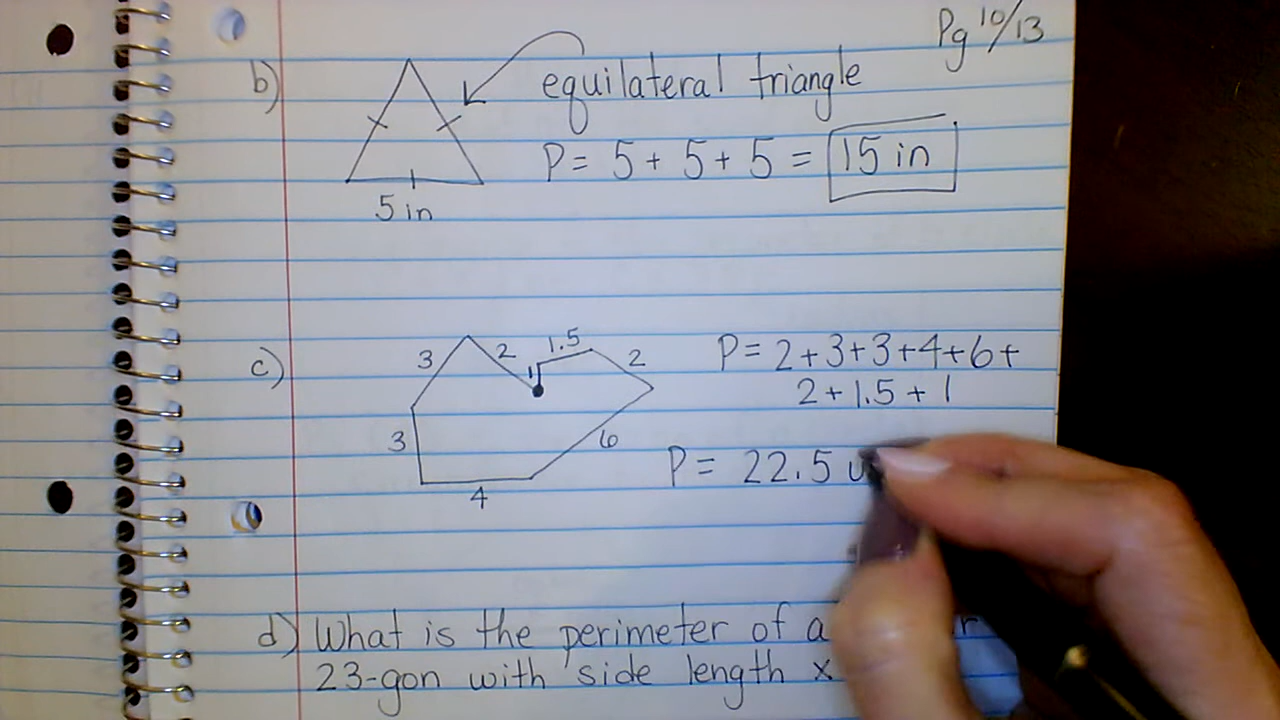 Pg 10/13
b)
equilateral triangle
P = 5 + 5 + 5 = 15 in
5 in
c)
3
2
1
1.5
2
3
6
4
P = 2+3+3+4+6+
2 + 1.5 + 1
P = 22.5 u
d) What is the perimeter of a
23-gon with side length x